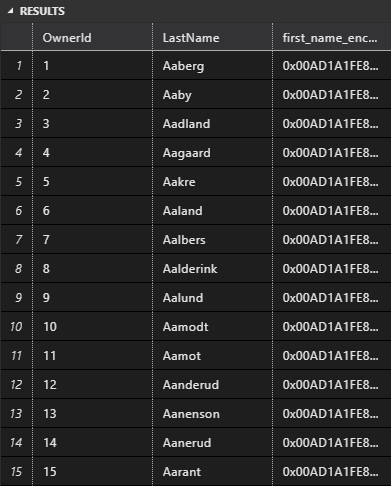 RESULTS
OwnerId LastName first_name_enc...
1 1 Aaberg 0x00AD1A1FE8...
2 2 Aaby 0x00AD1A1FE8...
3 3 Aadland 0x00AD1A1FE8...
4 4 Aagaard 0x00AD1A1FE8...
5 5 Aakre 0x00AD1A1FE8...
6 6 Aaland 0x00AD1A1FE8...
7 7 Aalbers 0x00AD1A1FE8...
8 8 Aalderink 0x00AD1A1FE8...
9 9 Aalund 0x00AD1A1FE8...
10 10 Aamodt 0x00AD1A1FE8...
11 11 Aamot 0x00AD1A1FE8...
12 12 Aanderud 0x00AD1A1FE8...
13 13 Aanenson 0x00AD1A1FE8...
14 14 Aanerud 0x00AD1A1FE8...
15 15 Aarant 0x00AD1A1FE8...